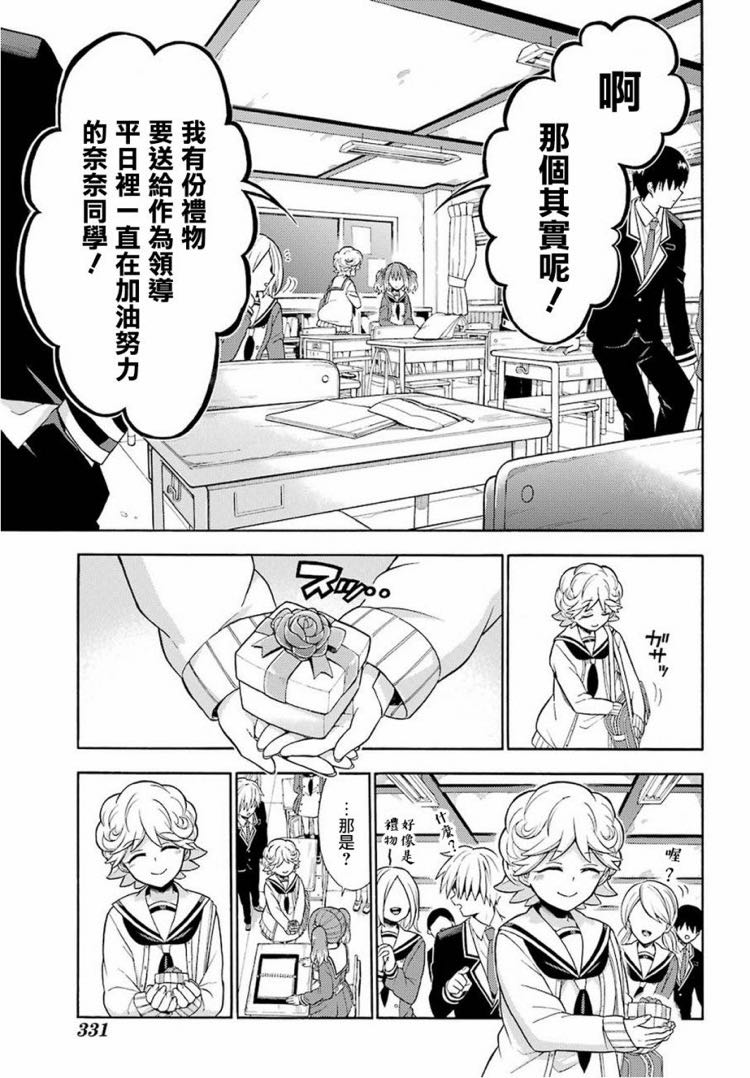 啊
那個其實呢！
我有份禮物
要送給作為領導
平日裡一直在加油努力
的奈奈同學！
ガサッ
スッ・・
喔？
什麼？
好像是
禮物～
…那是？
331